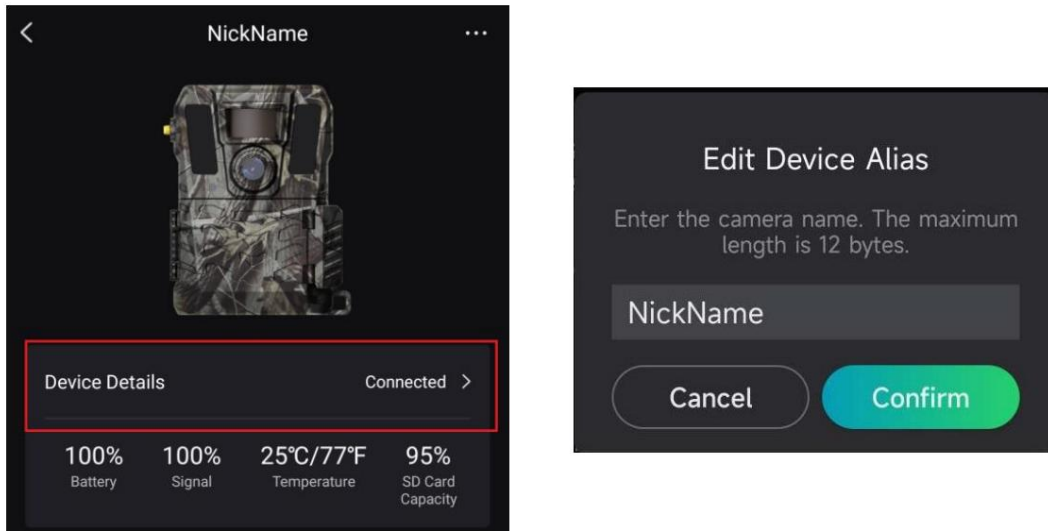 NickName
Device Details
Connected
100%
100%
25℃/77℉
95%
Battery
Signal
Temperature
SD Card
Capacity
Edit Device Alias
Enter the camera name. The maximum
length is 12 bytes.
NickName
Cancel
Confirm